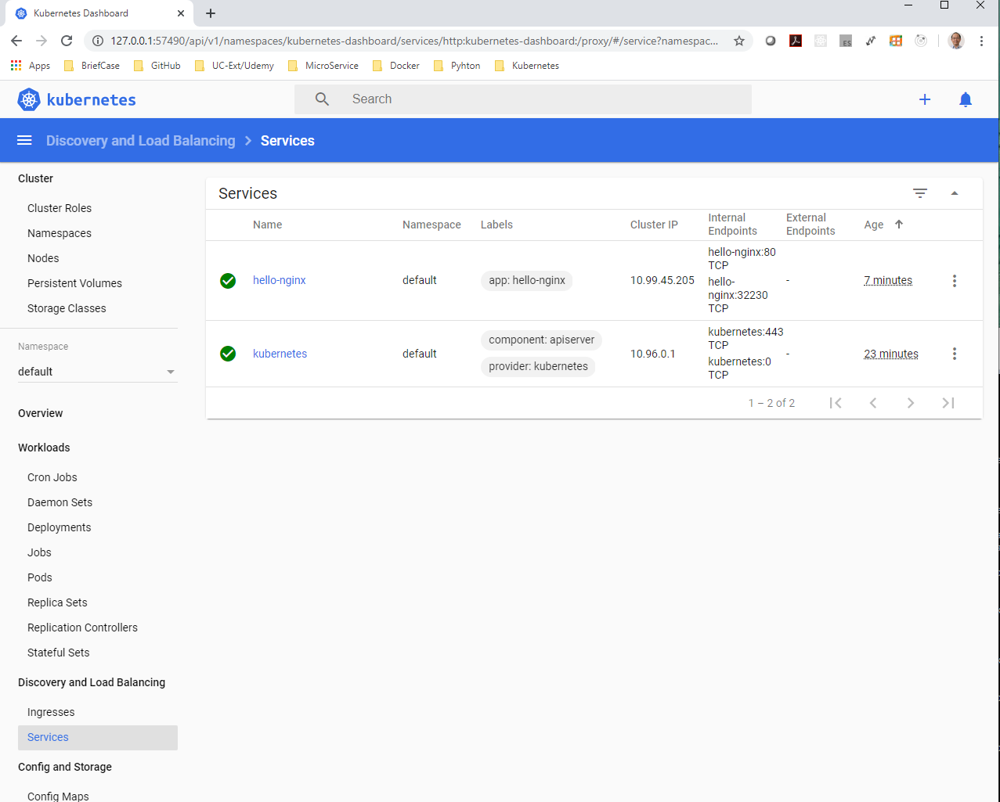 Kubernetes Dashboard
127.0.0.1:57490/api/v1/namespaces/kubernetes-dashboard/services/http:kubernetes-dashboard:/proxy/#/service?namespac...
Apps BriefCase GitHub UC-Ext/Udemy MicroService Docker Pyhton Kubernetes
ES
kubernetes
Search
Discovery and Load Balancing Services
Cluster
Cluster Roles
Namespaces
Nodes
Persistent Volumes
Storage Classes
Namespace
default
Overview
Workloads
Cron Jobs
Daemon Sets
Deployments
Jobs
Pods
Replica Sets
Replication Controllers
Stateful Sets
Discovery and Load Balancing
Ingresses
Services
Config and Storage
Config Maps
Services
Name Namespace Labels Cluster IP Internal Endpoints External Endpoints Age
hello-nginx default app: hello-nginx 10.99.45.205 hello-nginx:80 TCP hello-nginx:32230 TCP - 7 minutes
kubernetes default component: apiserver provider: kubernetes 10.96.0.1 kubernetes:443 TCP kubernetes:0 TCP - 23 minutes
1 – 2 of 2